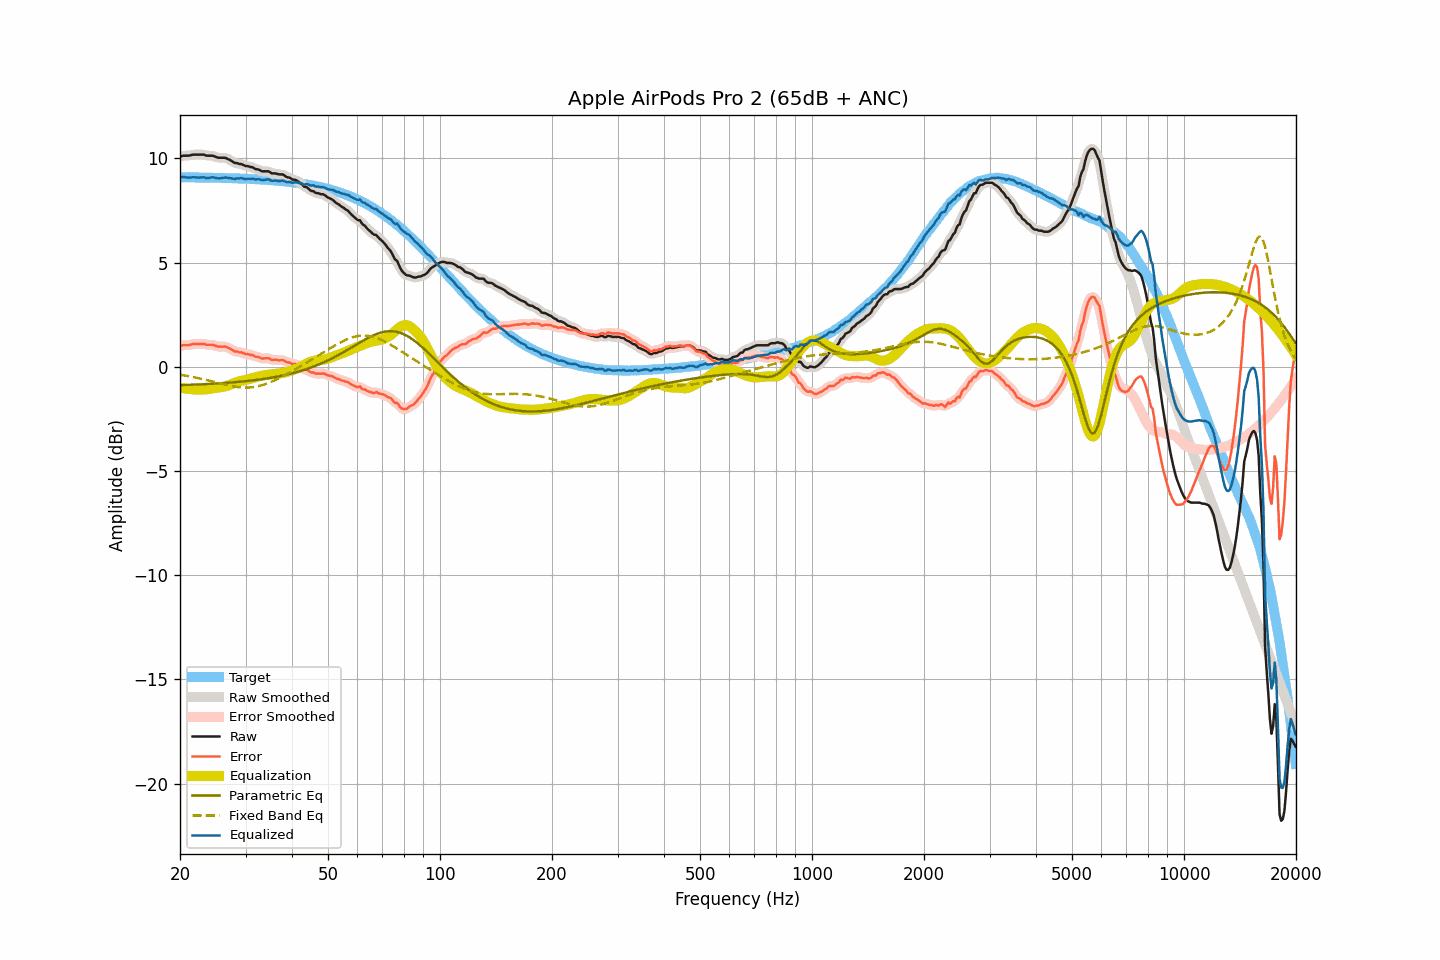 Apple AirPods Pro 2 (65dB + ANC)
10
5
0
−5
−10
−15
−20
Amplitude (dBr)
Target
Raw Smoothed
Error Smoothed
Raw
Error
Equalization
Parametric Eq
Fixed Band Eq
Equalized
20 50 100 200 500 1000 2000 5000 10000 20000
Frequency (Hz)